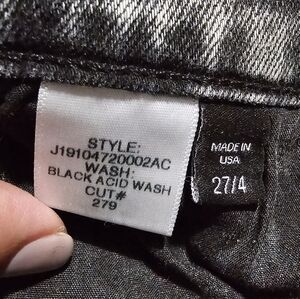 STYLE:
J19104720002AC
WASH:
BLACK ACID WASH
CUT#
279
MADE IN
USA
27/4